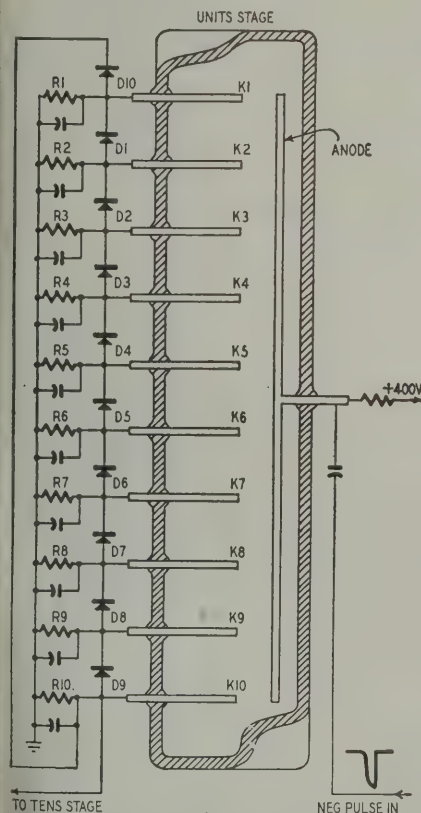 UNITS STAGE
R1
D10
K1
ANODE
R2
D1
K2
R3
D2
K3
R4
D3
K4
R5
D4
K5
+400V
R6
D5
K6
R7
D6
K7
R8
D7
K8
R9
D8
K9
R10.
D9
K10
TO TENS STAGE
NEG PULSE IN